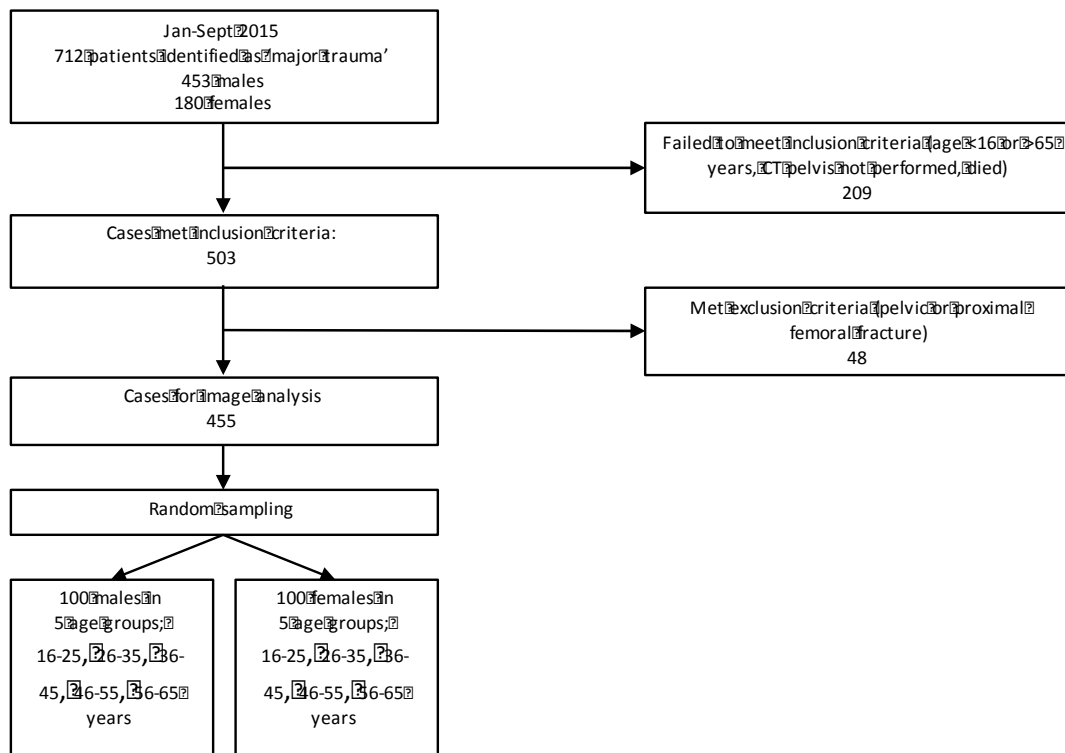 Jan-Sept 2015
712 patients identified as 'major trauma'
453 males
180 females
Failed to meet inclusion criteria (age <16 or >65
years, CT pelvis not performed, died)
209
Cases met inclusion criteria:
503
Met exclusion criteria (pelvic or proximal
femoral fracture)
48
Cases for image analysis
455
Random sampling
100 males in
5 age groups;
16-25, 26-35, 36-
45, 46-55, 56-65
years
100 females in
5 age groups;
16-25, 26-35, 36-
45, 46-55, 56-65
years